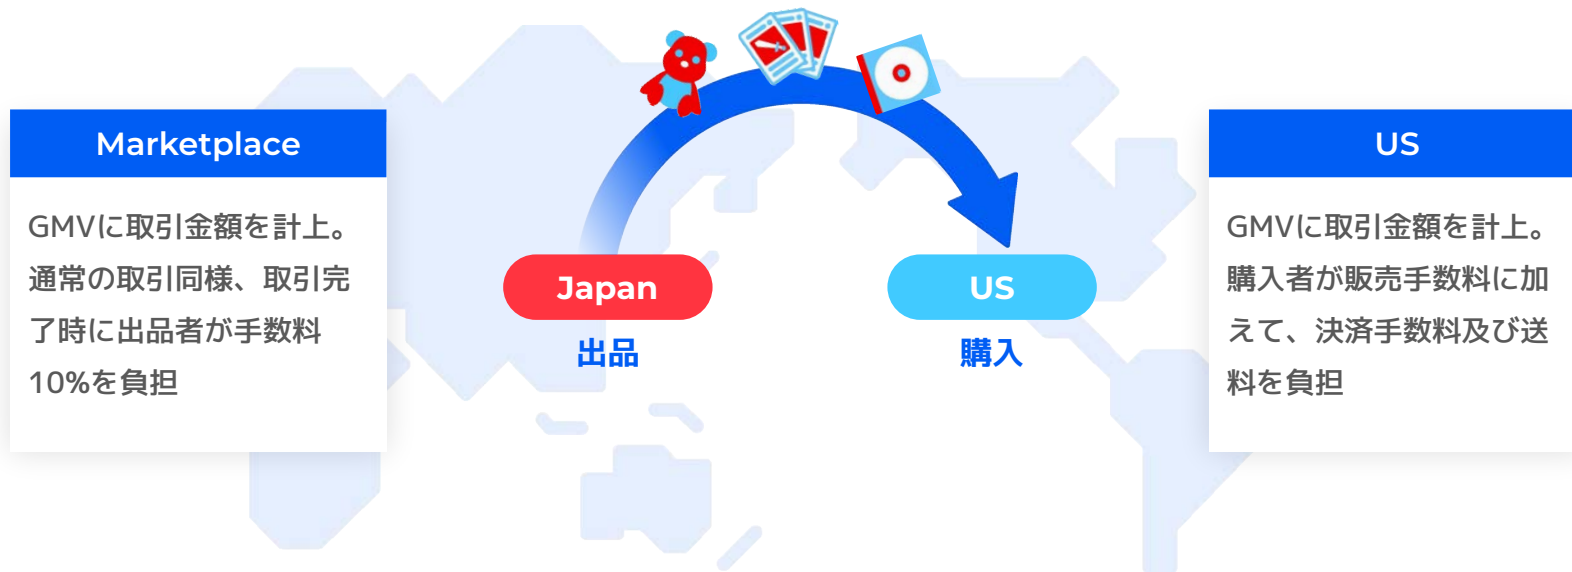 Marketplace
GMVに取引金額を計上。
通常の取引同様、取引完
了時に出品者が手数料
10%を負担
Japan
出品
US
購入
US
GMVに取引金額を計上。
購入者が販売手数料に加
えて、決済手数料及び送
料を負担